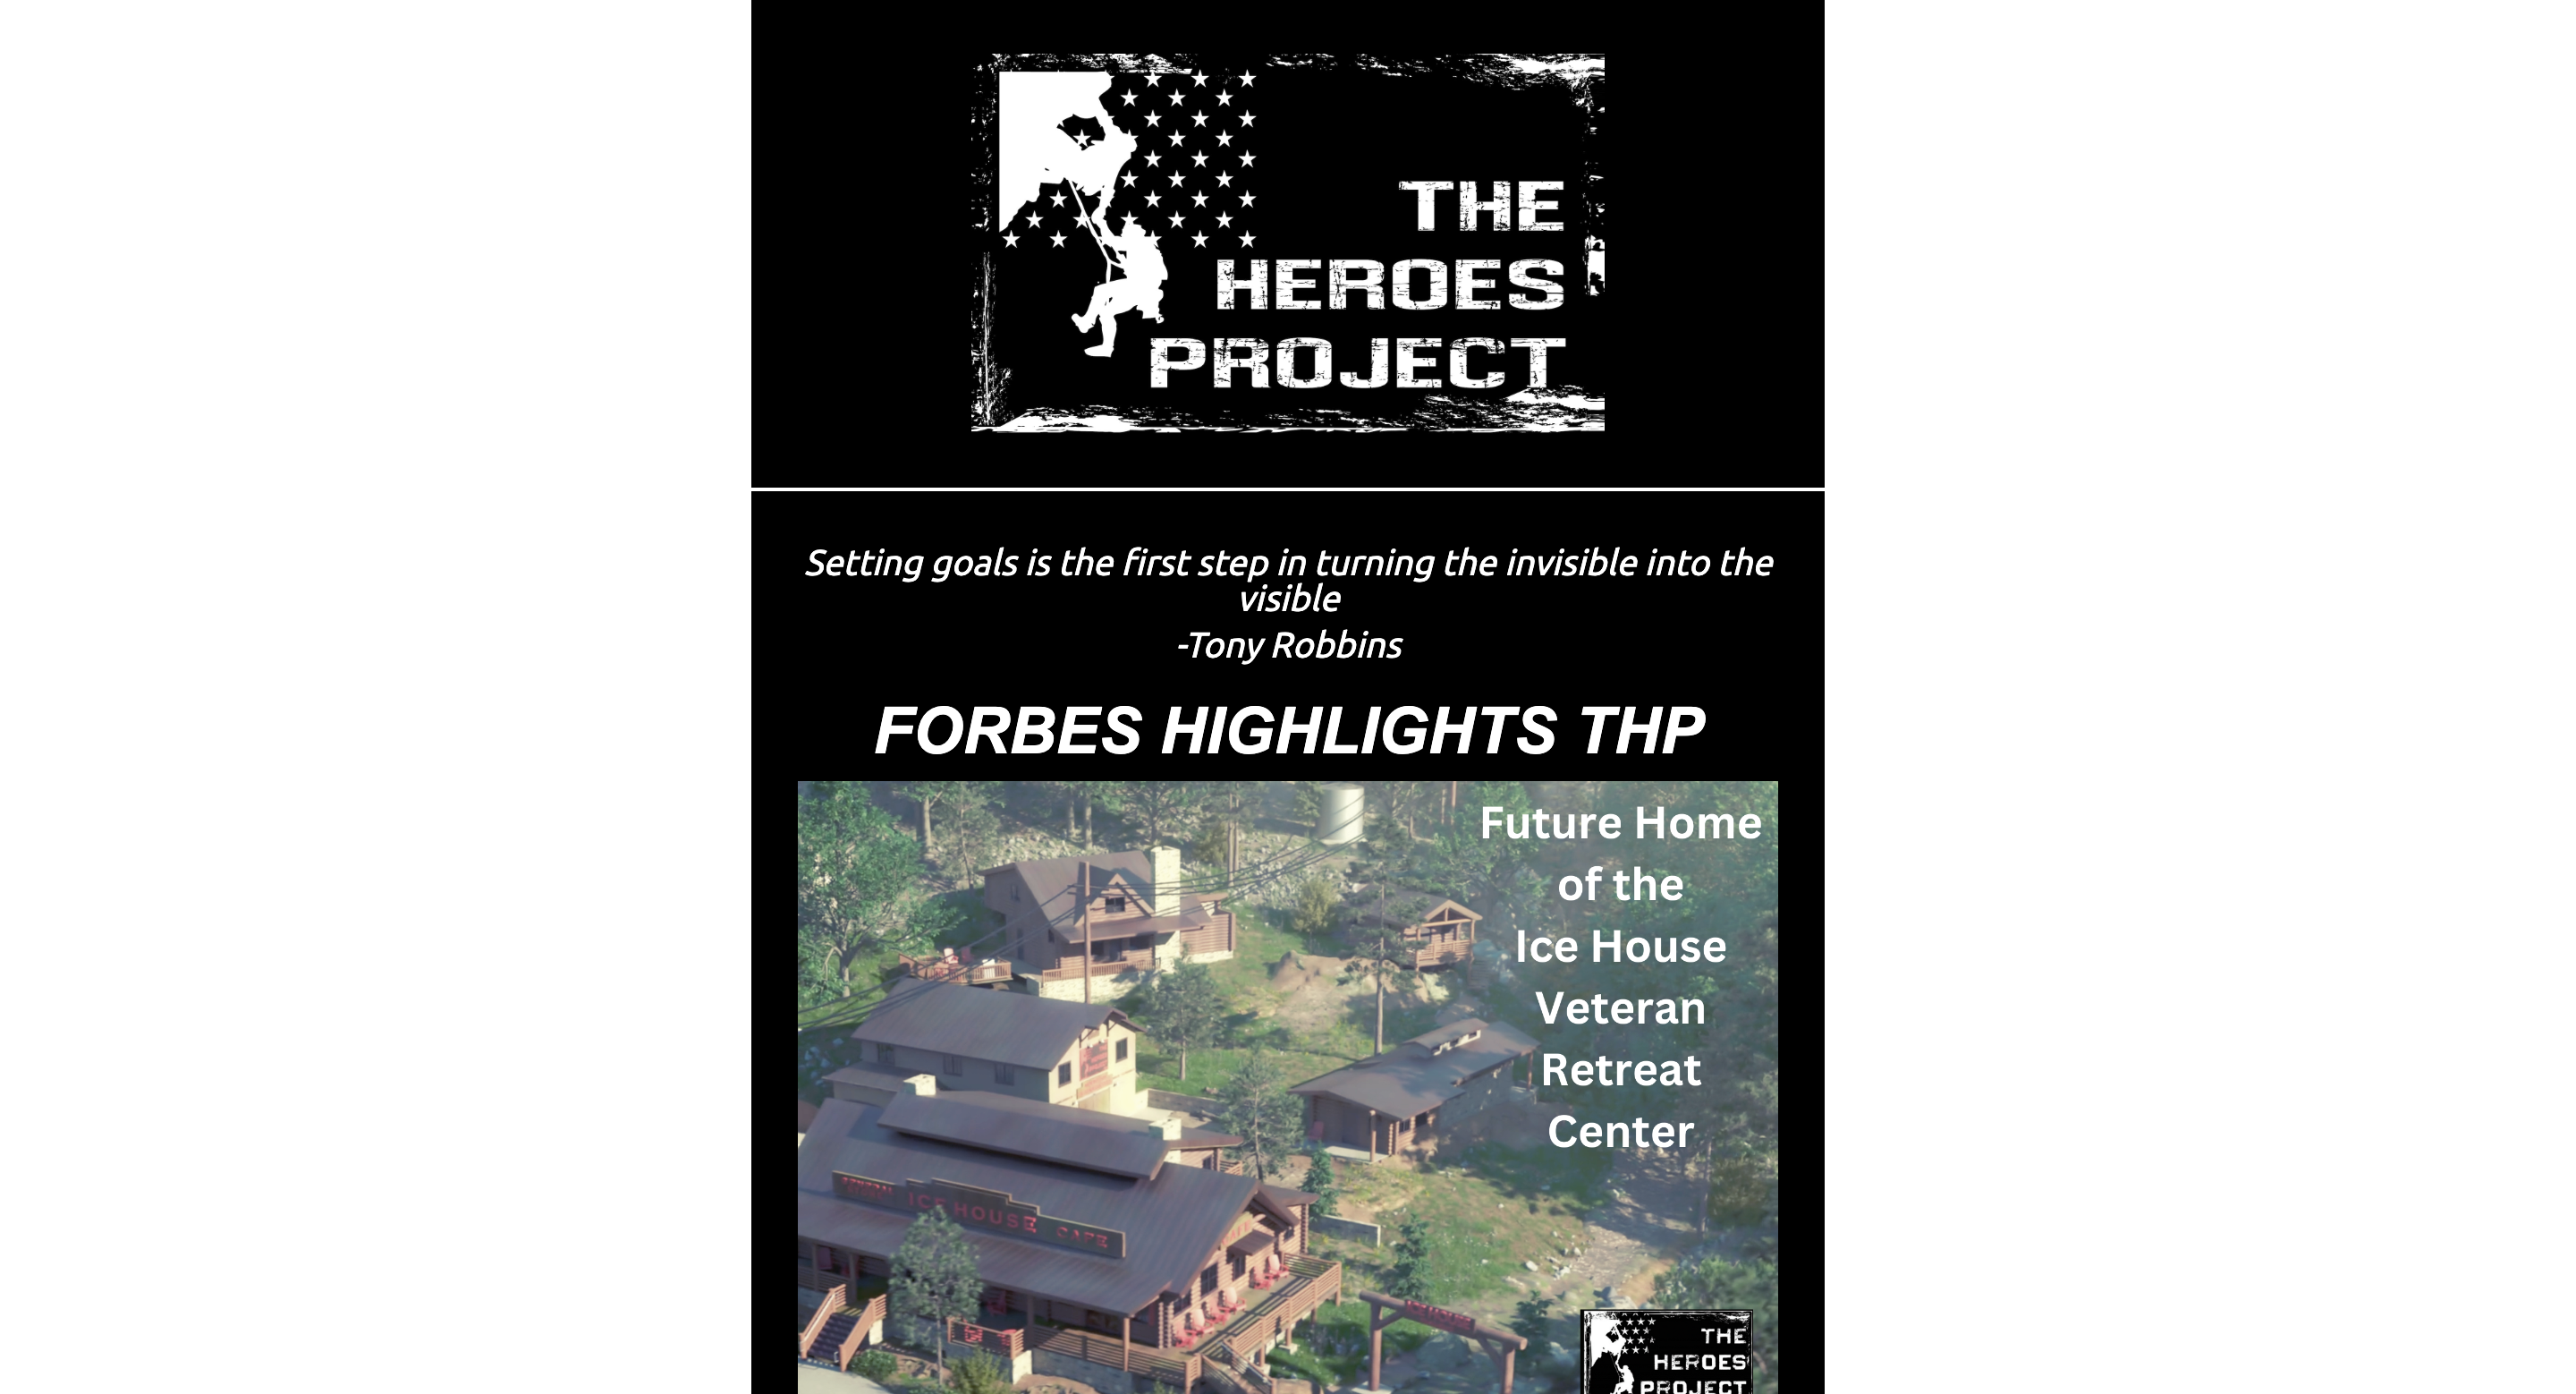 THE
HEROES
PROJECT
Setting goals is the first step in turning the invisible into the
visible
-Tony Robbins
FORBES HIGHLIGHTS THP
Future Home
of the
Ice House
Veteran
Retreat
Center
ICE HOUSE CAFE
THE
HEROES
PROJECT